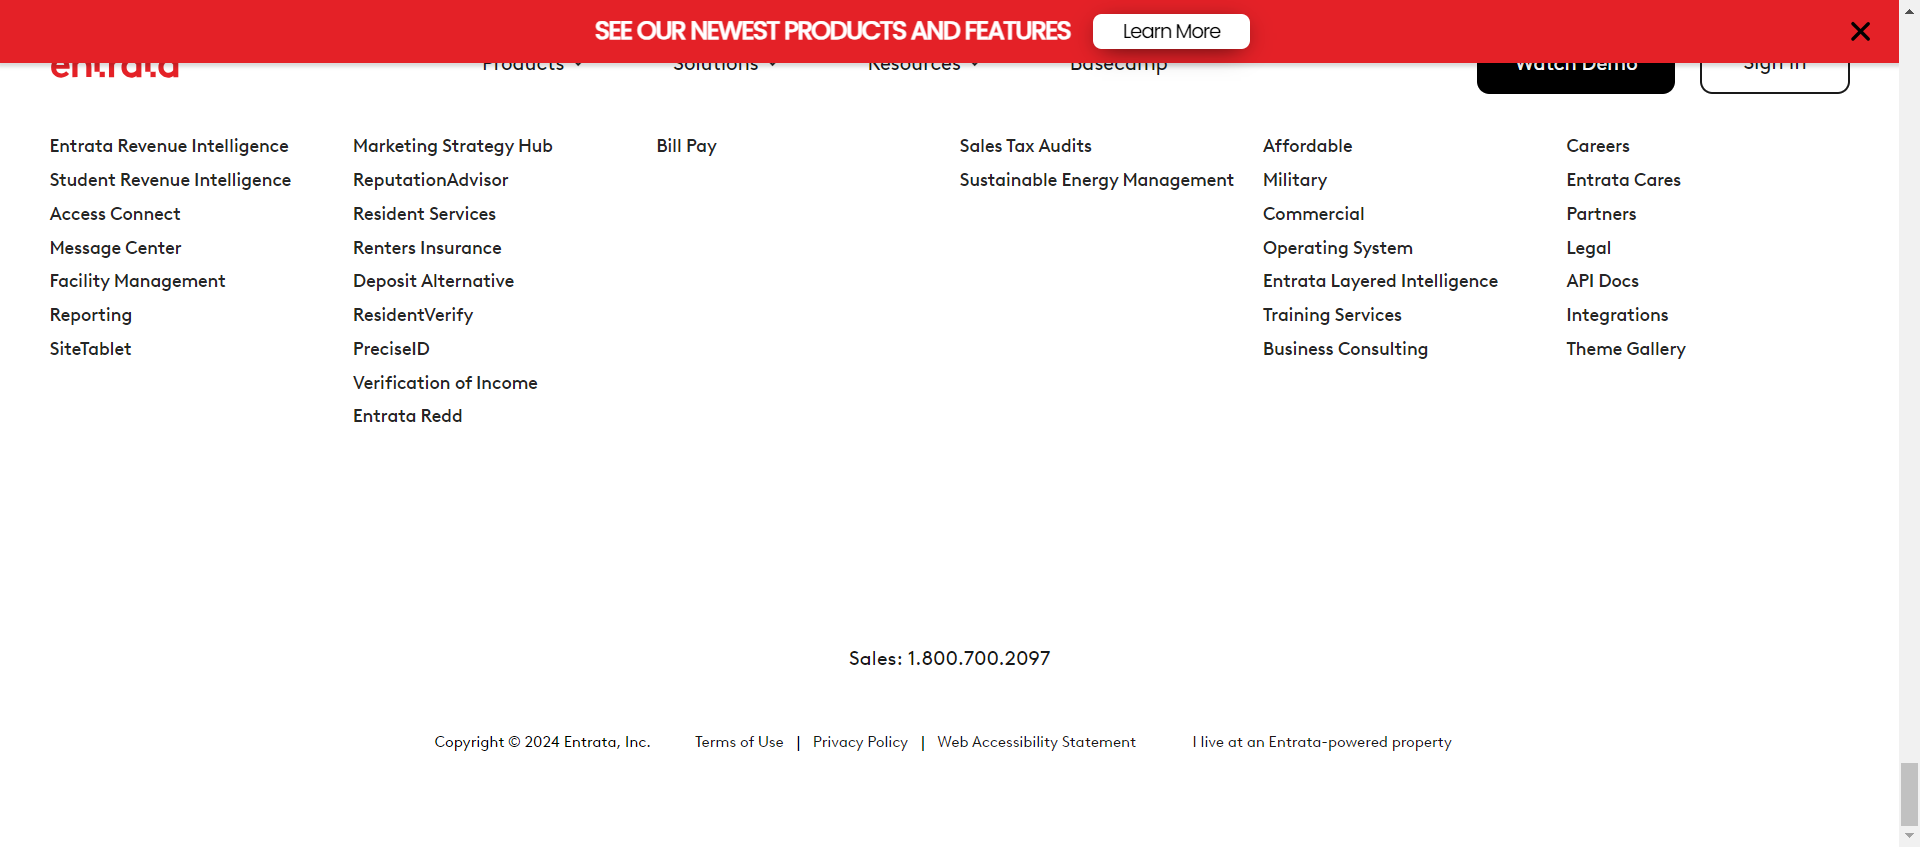 SEE OUR NEWEST PRODUCTS AND FEATURES Learn More
entrata Products Solutions Resources Basecamp Watch Demo Sign In
Entrata Revenue Intelligence
Student Revenue Intelligence
Access Connect
Message Center
Facility Management
Reporting
SiteTablet
Marketing Strategy Hub
ReputationAdvisor
Resident Services
Renters Insurance
Deposit Alternative
ResidentVerify
PreciseID
Verification of Income
Entrata Redd
Bill Pay
Sales Tax Audits
Sustainable Energy Management
Affordable
Military
Commercial
Operating System
Entrata Layered Intelligence
Training Services
Business Consulting
Careers
Entrata Cares
Partners
Legal
API Docs
Integrations
Theme Gallery
Sales: 1.800.700.2097
Copyright © 2024 Entrata, Inc. Terms of Use | Privacy Policy | Web Accessibility Statement I live at an Entrata-powered property